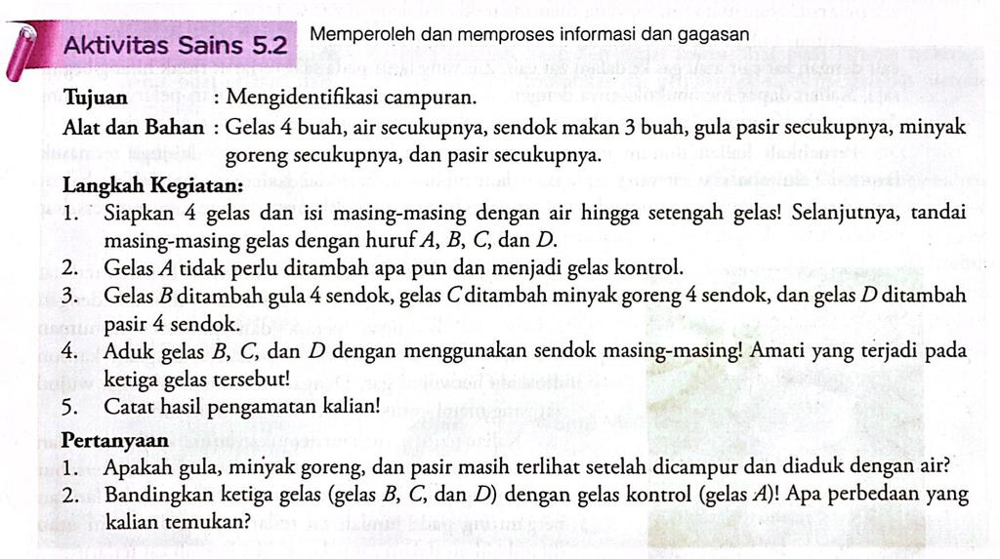 Aktivitas Sains 5.2
Memperoleh dan memproses informasi dan gagasan
Tujuan : Mengidentifikasi campuran.
Alat dan Bahan : Gelas 4 buah, air secukupnya, sendok makan 3 buah, gula pasir secukupnya, minyak
goreng secukupnya, dan pasir secukupnya.
Langkah Kegiatan:
1. Siapkan 4 gelas dan isi masing-masing dengan air hingga setengah gelas! Selanjutnya, tandai
masing-masing gelas dengan huruf A, B, C, dan D.
2. Gelas A tidak perlu ditambah apa pun dan menjadi gelas kontrol.
3. Gelas B ditambah gula 4 sendok, gelas C ditambah minyak goreng 4 sendok, dan gelas D ditambah
pasir 4 sendok.
4. Aduk gelas B, C, dan D dengan menggunakan sendok masing-masing! Amati yang terjadi pada
ketiga gelas tersebut!
5. Catat hasil pengamatan kalian!
Pertanyaan
1. Apakah gula, minyak goreng, dan pasir masih terlihat setelah dicampur dan diaduk dengan air?
2. Bandingkan ketiga gelas (gelas B, C, dan D) dengan gelas kontrol (gelas A)! Apa perbedaan yang
kalian temukan?